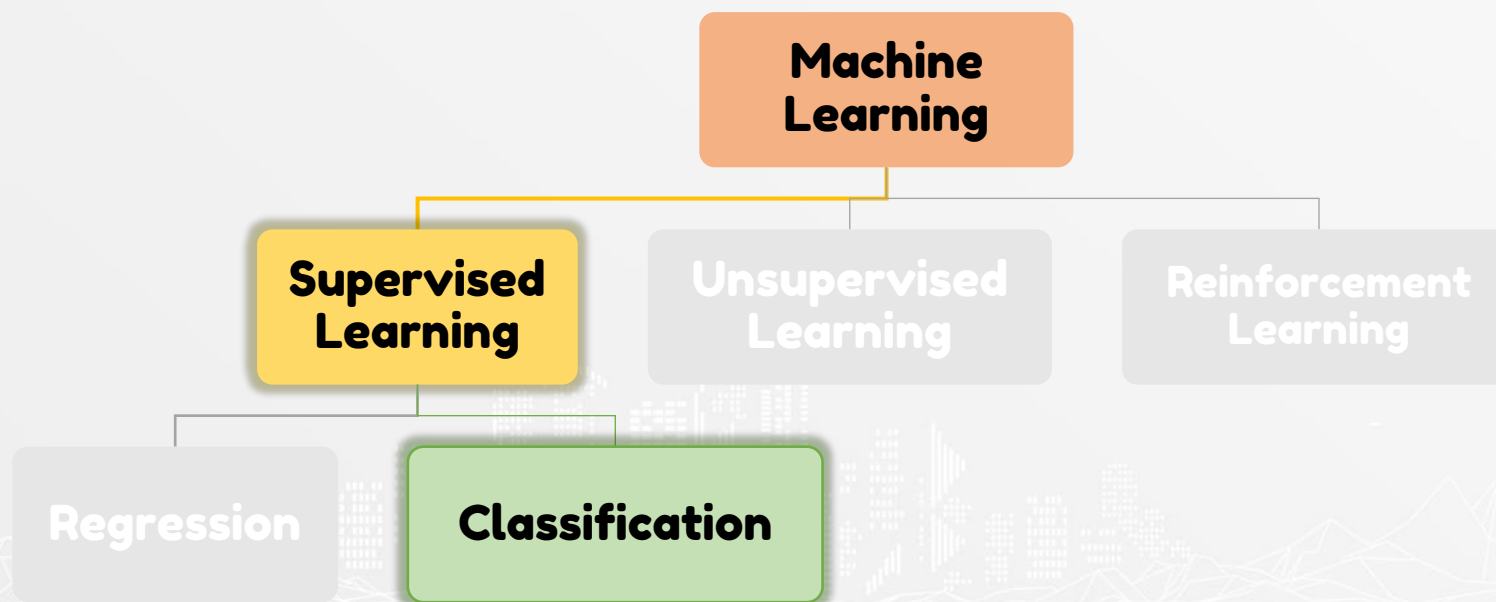 Machine
Learning
Supervised
Learning
Unsupervised
Learning
Reinforcement
Learning
Regression
Classification